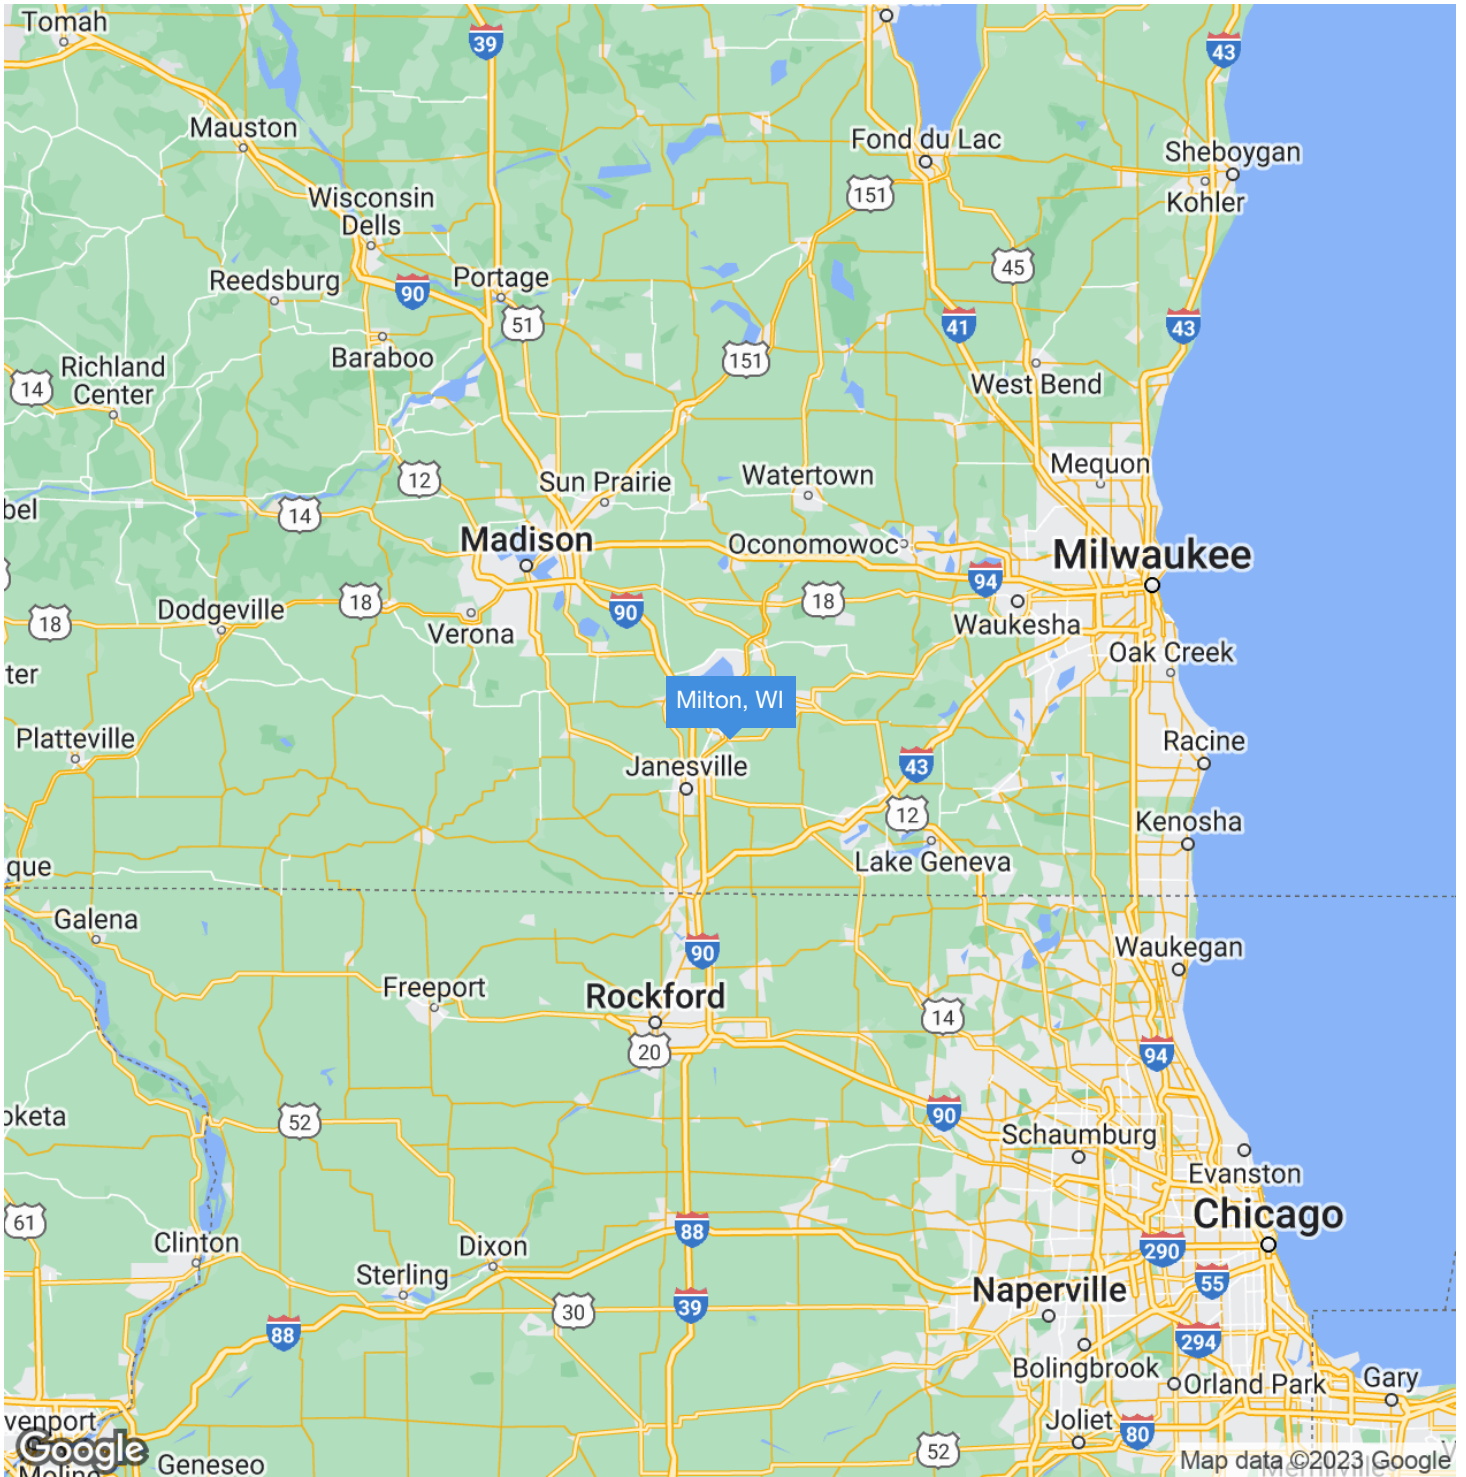 Tomah
39
43
Mauston
Fond du Lac
Sheboygan
151
Kohler
Wisconsin
Dells
45
Reedsburg
90
Portage
51
41
43
Baraboo
151
Richland
Center
14
West Bend
Mequon
12
Sun Prairie
Watertown
14
Madison
Oconomowoc
Milwaukee
94
18
18
90
18
Dodgeville
Verona
Waukesha
Oak Creek
Milton, WI
Platteville
Racine
Janesville
43
12
Kenosha
Lake Geneva
que
Galena
90
Waukegan
Freeport
Rockford
14
20
94
oketa
52
90
Schaumburg
Evanston
61
Chicago
Clinton
Dixon
88
290
Sterling
Naperville
55
30
39
88
294
Bolingbrook
Orland Park
Gary
venport
Joliet
80
52
Google
Geneseo
Map data ©2023 Google